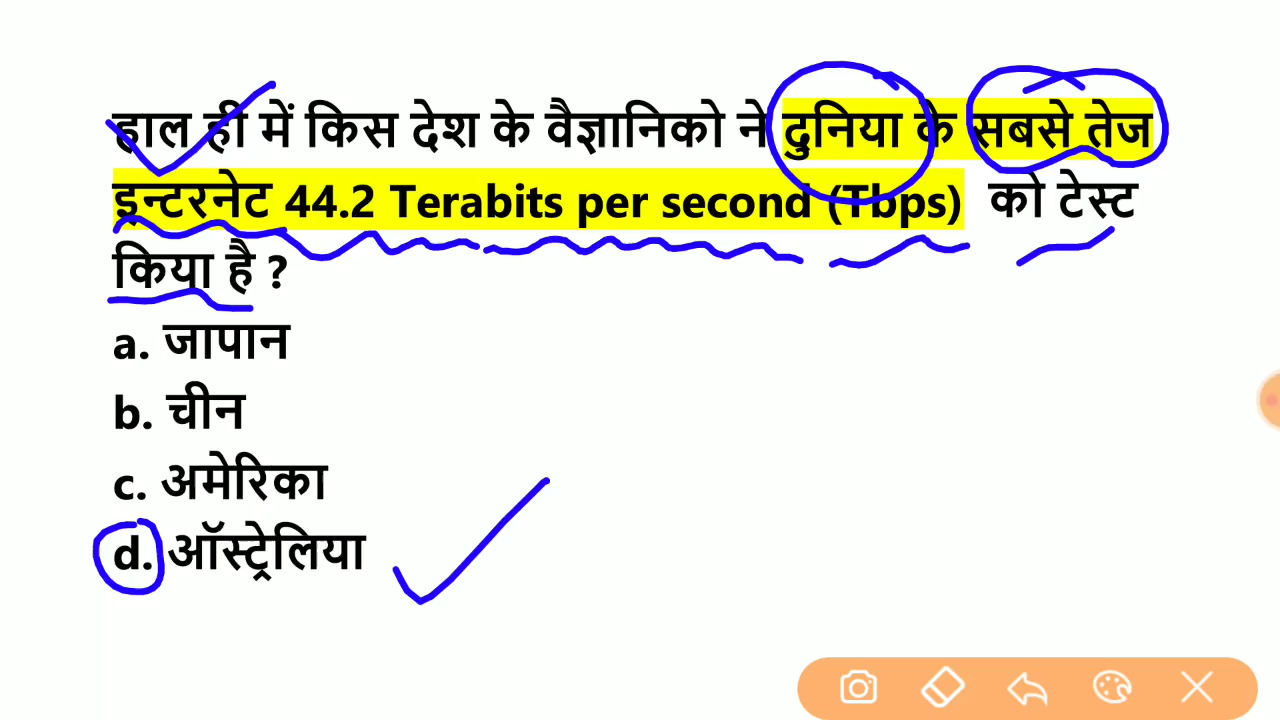 हाल ही में किस देश के वैज्ञानिको ने दुनिया के सबसे तेज
इन्टरनेट 44.2 Terabits per second (Tbps) को टेस्ट
किया है ?
a. जापान
b. चीन
c. अमेरिका
d. ऑस्ट्रेलिया